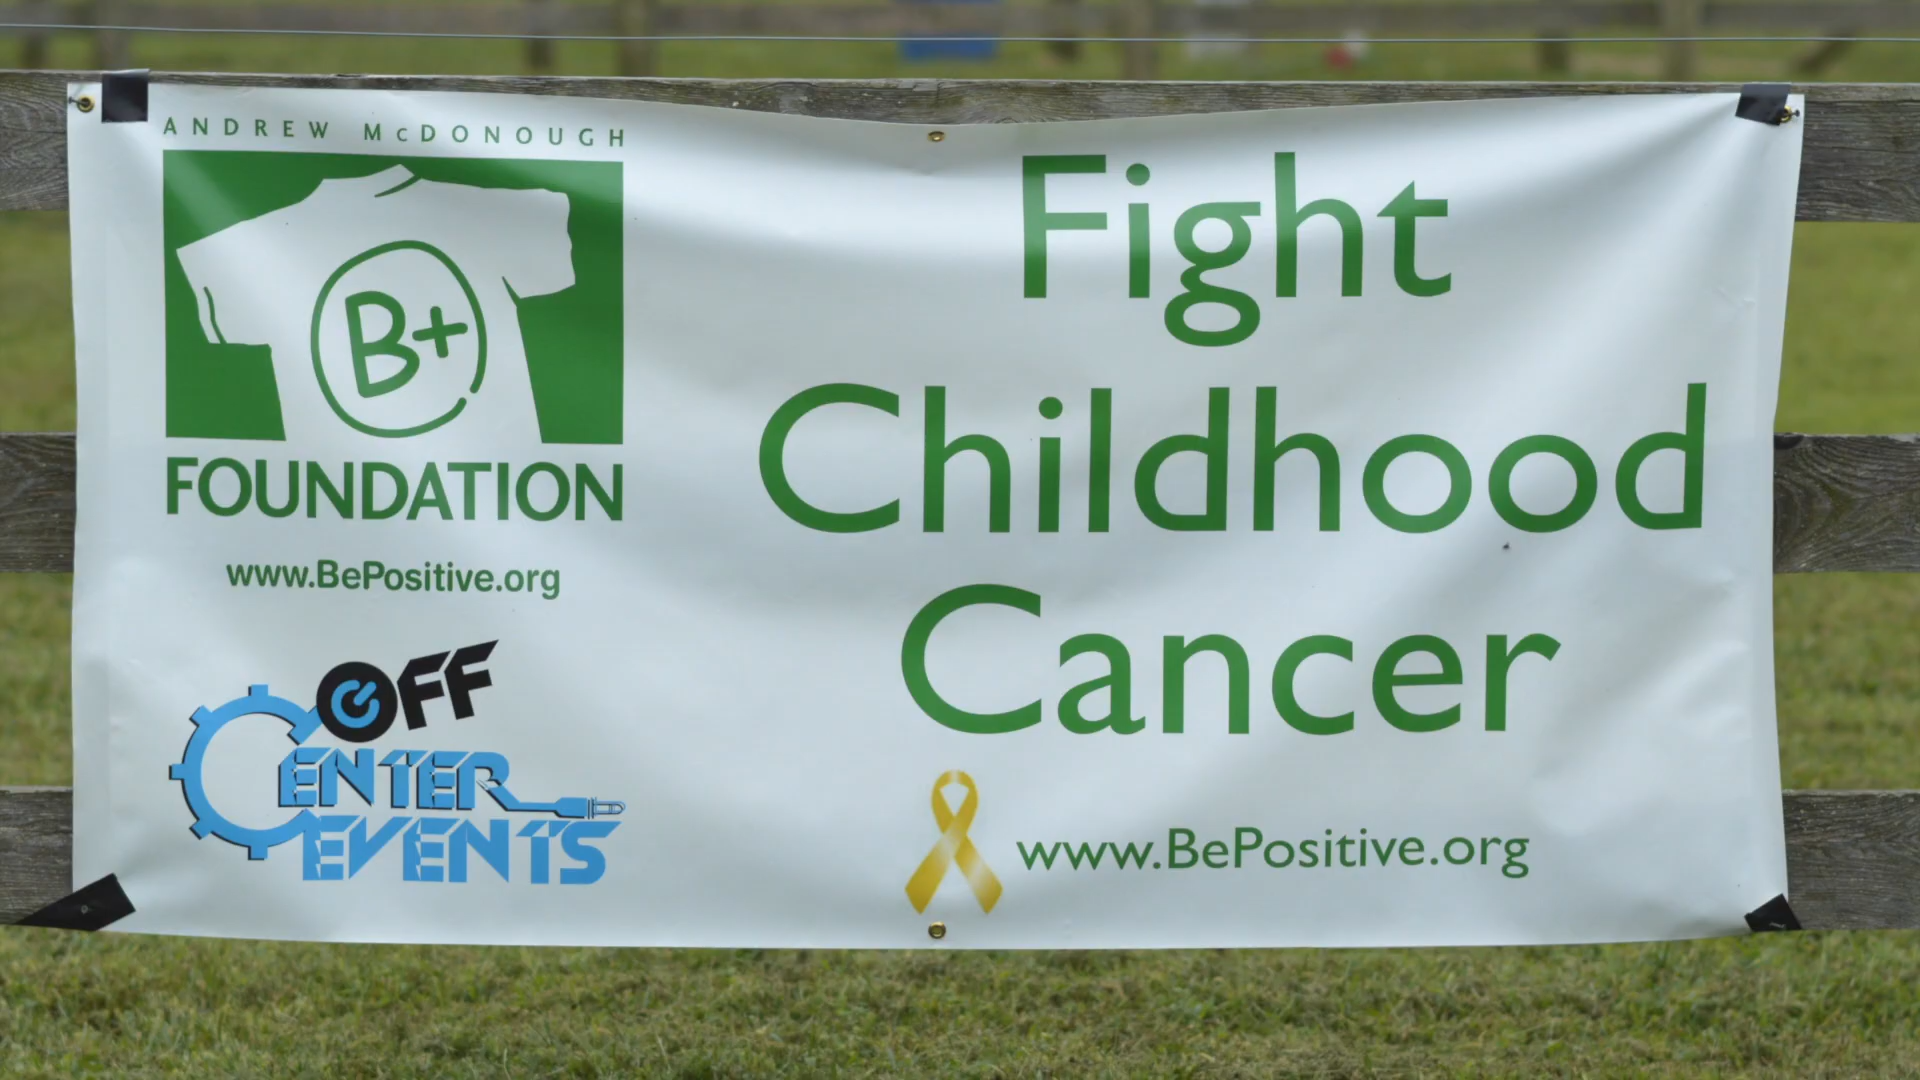 ANDREW McDONOUGH
B+
FOUNDATION
www.BePositive.org
OFF
CENTER
EVENTS
Fight
Childhood
Cancer
www.BePositive.org